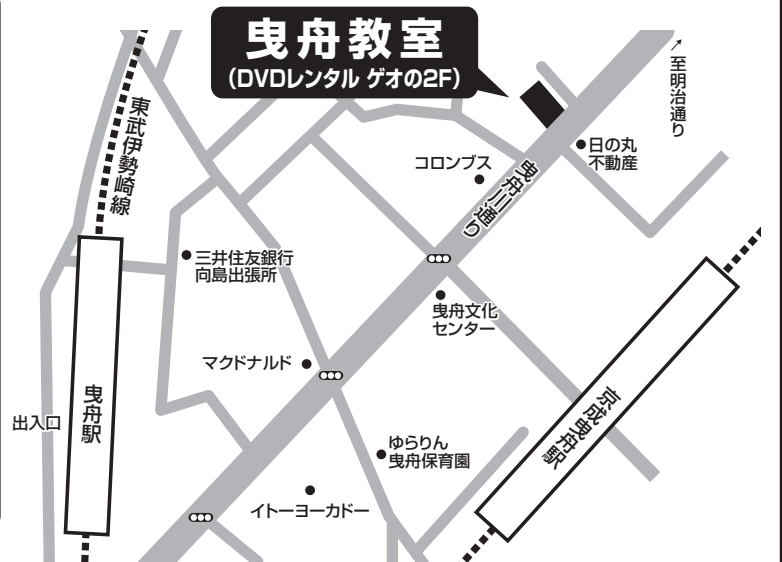 曳舟教室
(DVDレンタル ゲオの2F)
↗至明治通り
東武伊勢崎線
日の丸
不動産
コロンブス
曳舟川通り
三井住友銀行
向島出張所
曳舟文化
センター
マクドナルド
曳舟駅
出入口
京成曳舟駅
ゆらりん
曳舟保育園
イトーヨーカドー